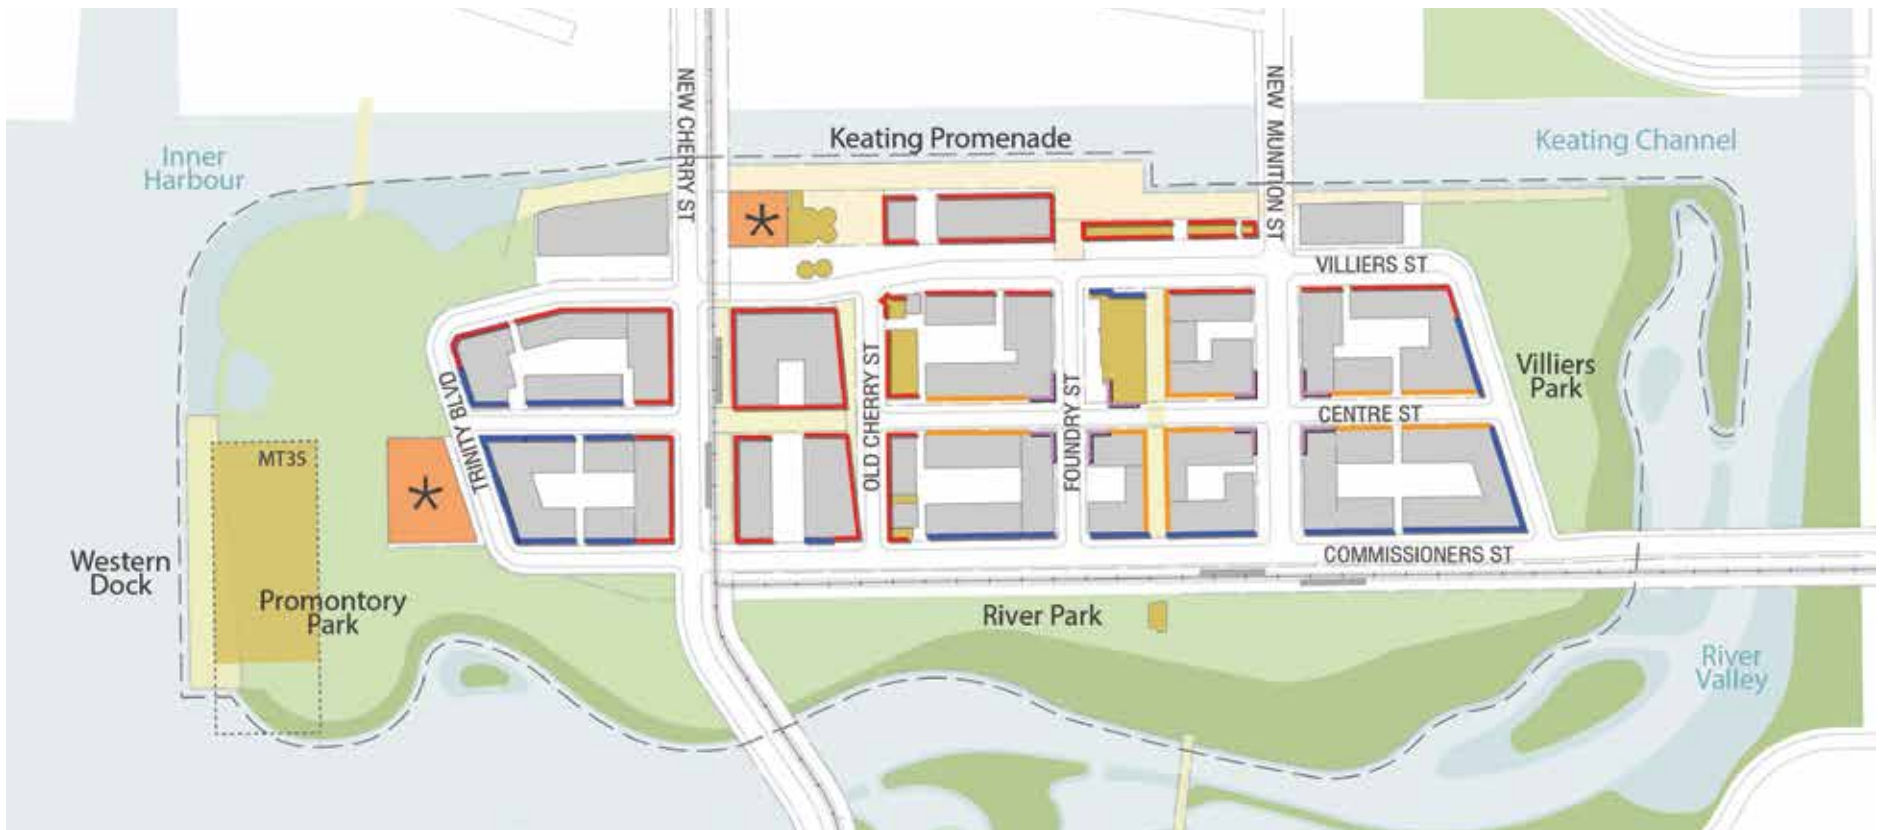 NEW CHERRY ST
NEW MUNITION ST
Keating Promenade
Keating Channel
Inner
Harbour
VILLIERS ST
Villiers
Park
TRINITY BLVD
OLD CHERRY ST
FOUNDRY ST
CENTRE ST
MT35
Western
Dock
COMMISSIONERS ST
Promontory
Park
River Park
River
Valley